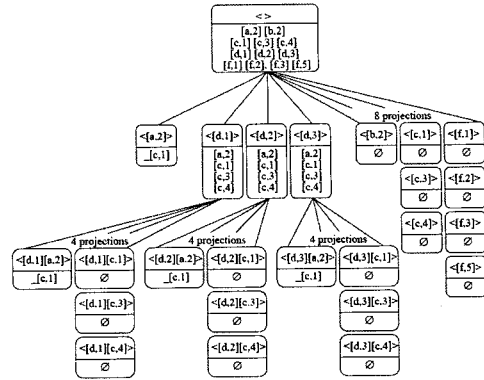 <>
[a,2] [b,2]
[c,1] [c,3] [c,4]
[d,1] [d,2] [d,3]
[f,1] [f,2] [f,3] [f,5]
8 projections
<[a,2]>
_[c,1]
<[d,1]>
[a,2]
[c,1]
[c,3]
[c,4]
<[d,2]>
[a,2]
[c,1]
[c,3]
[c,4]
<[d,3]>
[a,2]
[c,1]
[c,3]
[c,4]
<[b,2]>
∅
<[c,1]>
∅
<[f,1]>
∅
<[c,3]>
∅
<[f,2]>
∅
<[c,4]>
∅
<[f,3]>
∅
<[f,5]>
∅
4 projections
4 projections
4 projections
<[d,1][a,2]>
_[c,1]
<[d,1][c,1]>
∅
<[d,1][c,3]>
∅
<[d,1][c,4]>
∅
<[d,2][a,2]>
_[c,1]
<[d,2][c,1]>
∅
<[d,2][c,3]>
∅
<[d,2][c,4]>
∅
<[d,3][a,2]>
_[c,1]
<[d,3][c,1]>
∅
<[d,3][c,3]>
∅
<[d,3][c,4]>
∅